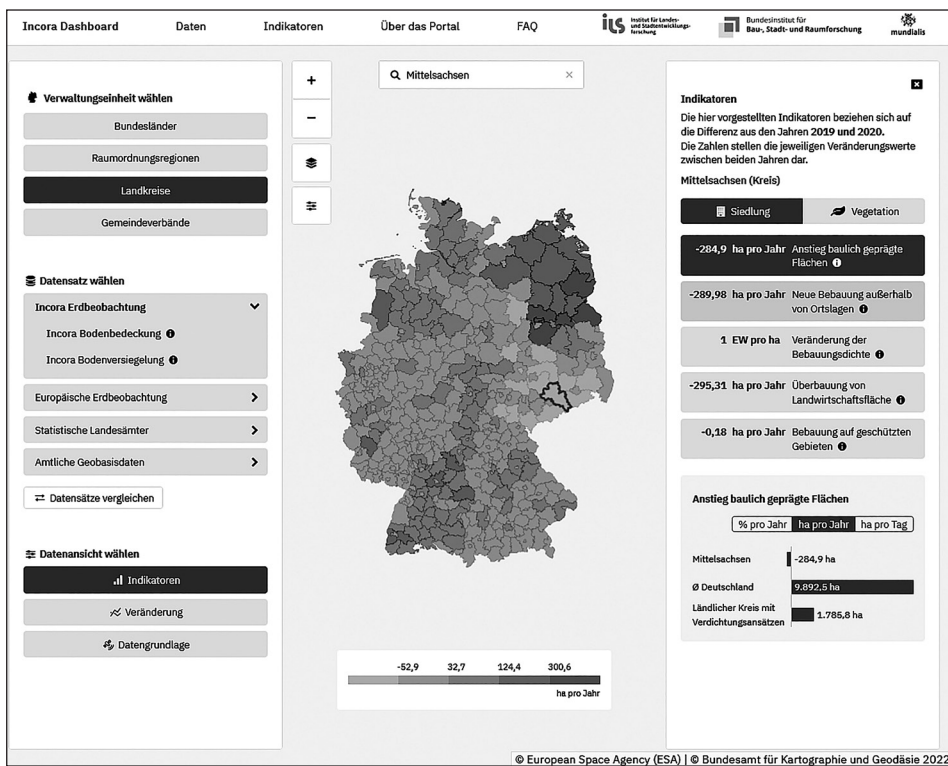 Incora Dashboard
Daten
Indikatoren
Über das Portal
FAQ
ILS
Institut für Landes-
und Stadtentwicklungs-
forschung
Bundesinstitut für
Bau-, Stadt- und Raumforschung
mundialis
Verwaltungseinheit wählen
Bundesländer
Raumordnungsregionen
Landkreise
Gemeindeverbände
Datensatz wählen
Incora Erdbeobachtung
Incora Bodenbedeckung
Incora Bodenversiegelung
Europäische Erdbeobachtung
Statistische Landesämter
Amtliche Geobasisdaten
Datensätze vergleichen
Datenansicht wählen
Indikatoren
Veränderung
Datengrundlage
+
−
Mittelsachsen ×
-52,9 32,7 124,4 300,6
ha pro Jahr
Indikatoren
Die hier vorgestellten Indikatoren beziehen sich auf
die Differenz aus den Jahren 2019 und 2020.
Die Zahlen stellen die jeweiligen Veränderungswerte
zwischen beiden Jahren dar.
Mittelsachsen (Kreis)
Siedlung
Vegetation
-284,9 ha pro Jahr Anstieg baulich geprägte
Flächen
-289,98 ha pro Jahr Neue Bebauung außerhalb
von Ortslagen
1 EW pro ha Veränderung der
Bebauungsdichte
-295,31 ha pro Jahr Überbauung von
Landwirtschaftsfläche
-0,18 ha pro Jahr Bebauung auf geschützten
Gebieten
Anstieg baulich geprägte Flächen
% pro Jahr ha pro Jahr ha pro Tag
Mittelsachsen -284,9 ha
Ø Deutschland 9.892,5 ha
Ländlicher Kreis mit
Verdichtungsansätzen 1.785,8 ha
© European Space Agency (ESA) | © Bundesamt für Kartographie und Geodäsie 2022